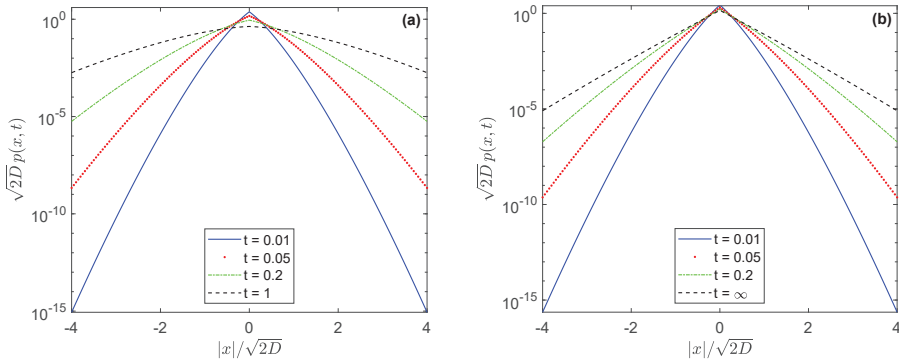 (a)
10^0
10^-5
10^-10
10^-15
√2D p(x, t)
t = 0.01
t = 0.05
t = 0.2
t = 1
-4 -2 0 2 4
|x|/√2D
(b)
10^0
10^-5
10^-10
10^-15
√2D p(x, t)
t = 0.01
t = 0.05
t = 0.2
t = ∞
-4 -2 0 2 4
|x|/√2D